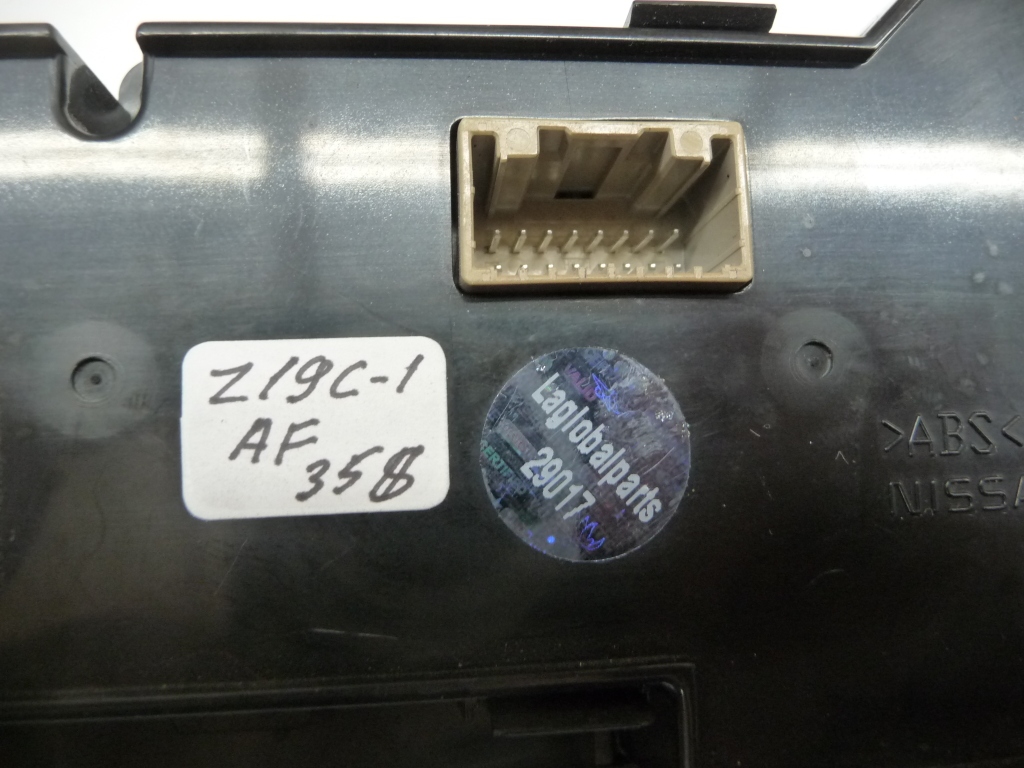 Z19C-1
AF
358
Laglobalparts
29017
>ABS<
NISSA